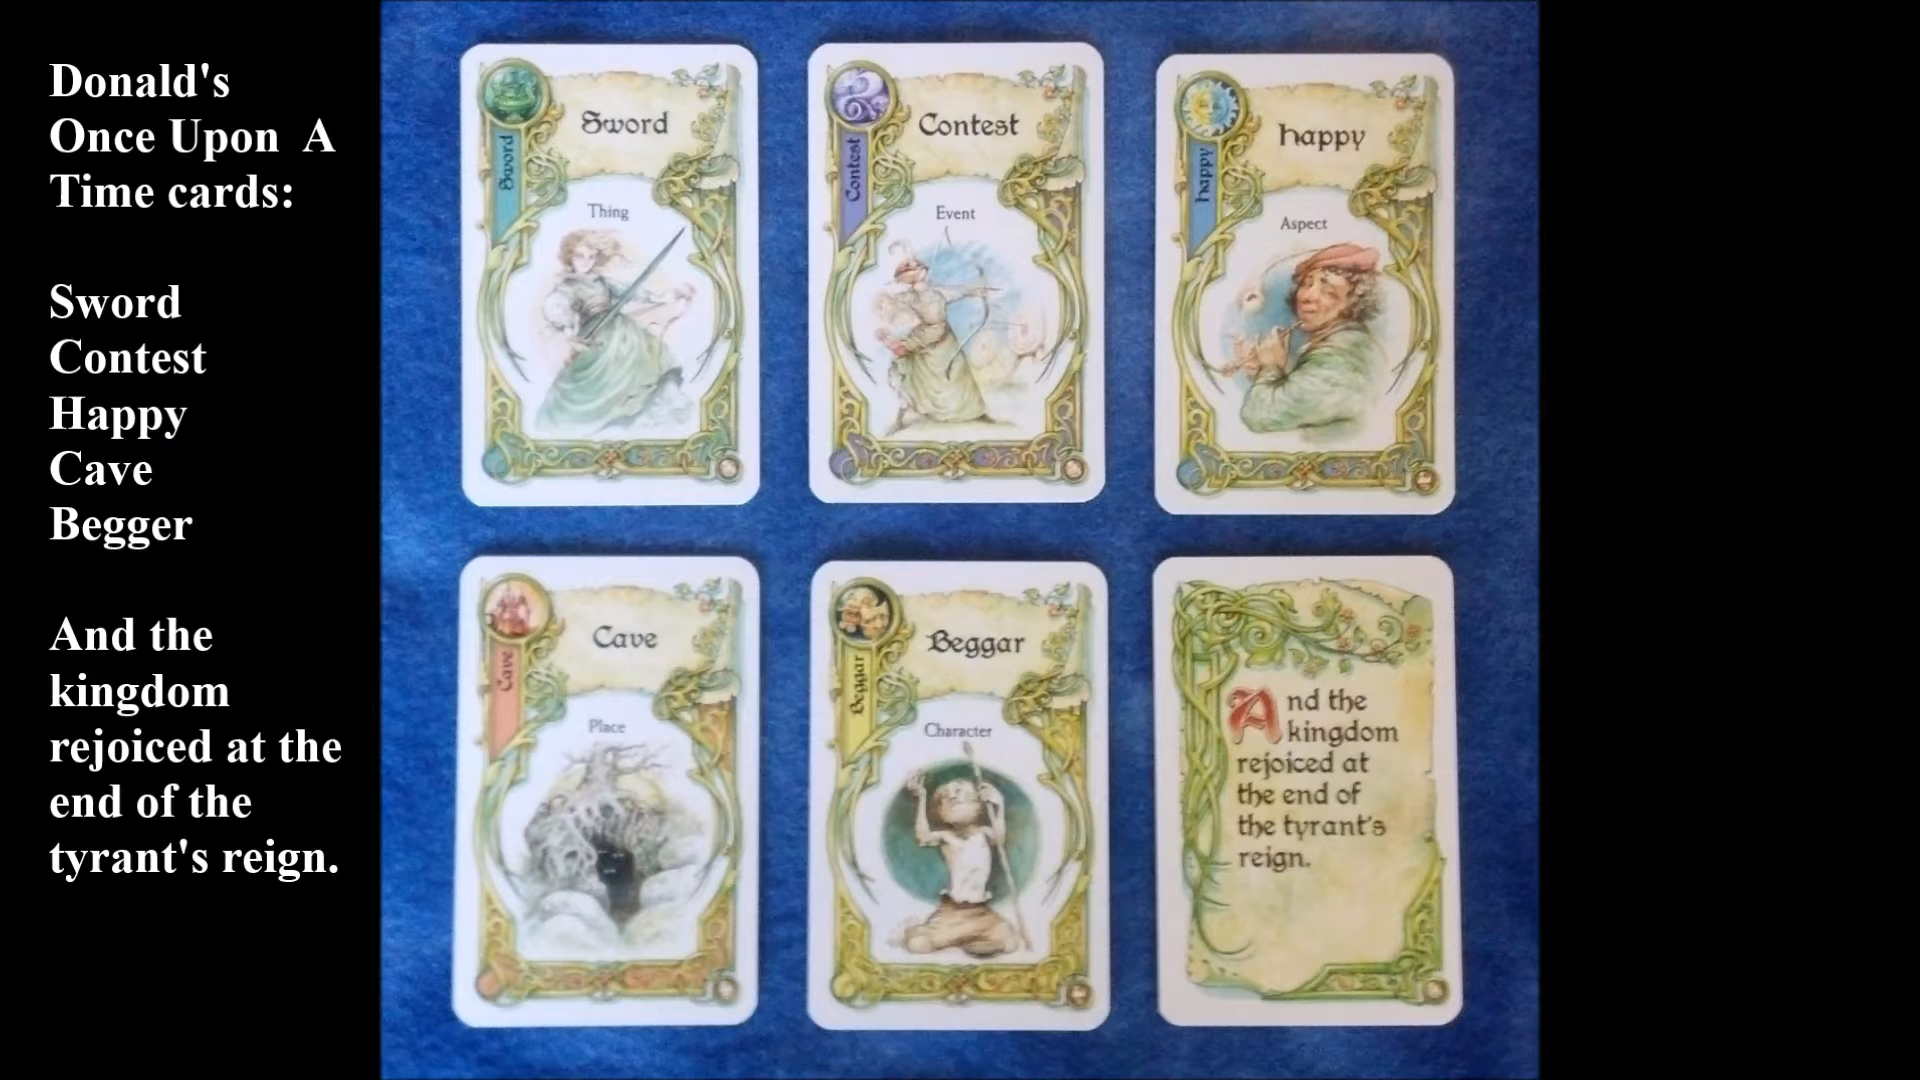 Donald's
Once Upon A
Time cards:
Sword
Contest
Happy
Cave
Begger
And the
kingdom
rejoiced at the
end of the
tyrant's reign.
Sword
Sword
Thing
Contest
Contest
Event
Happy
Happy
Aspect
Cave
Cave
Place
Beggar
Beggar
Character
And the
kingdom
rejoiced at
the end of
the tyrant's
reign.